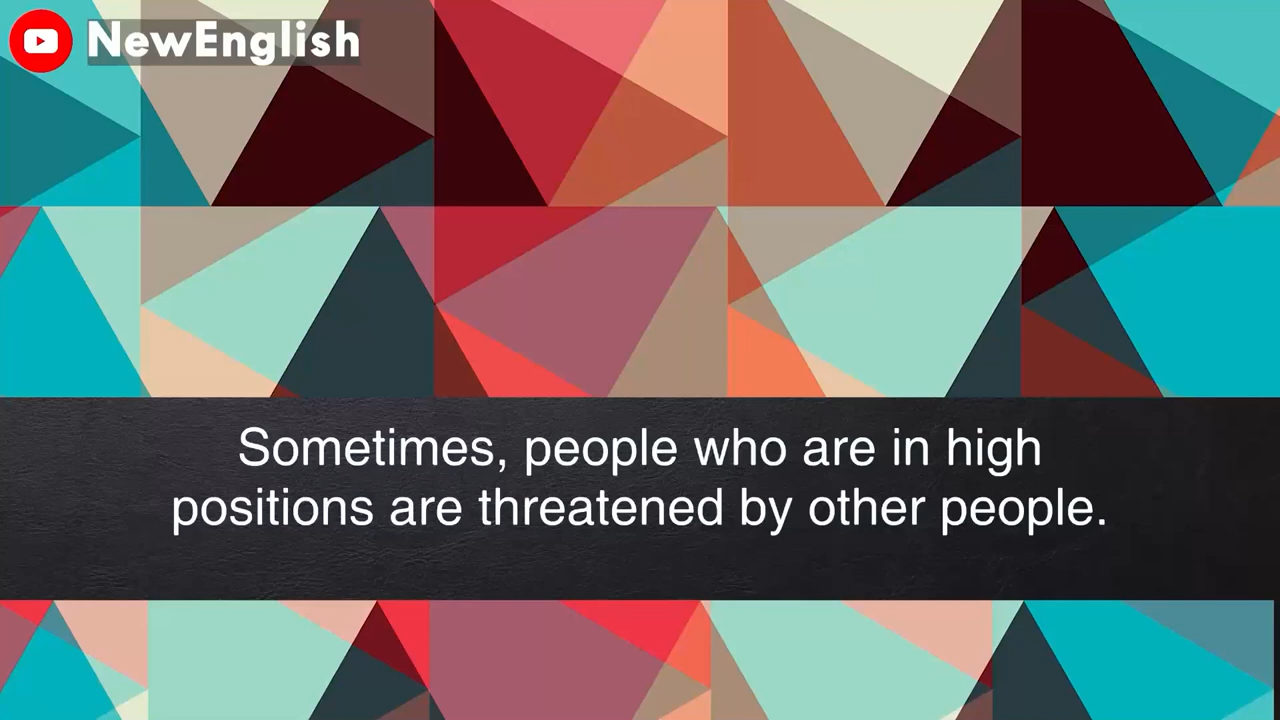 NewEnglish
Sometimes, people who are in high
positions are threatened by other people.